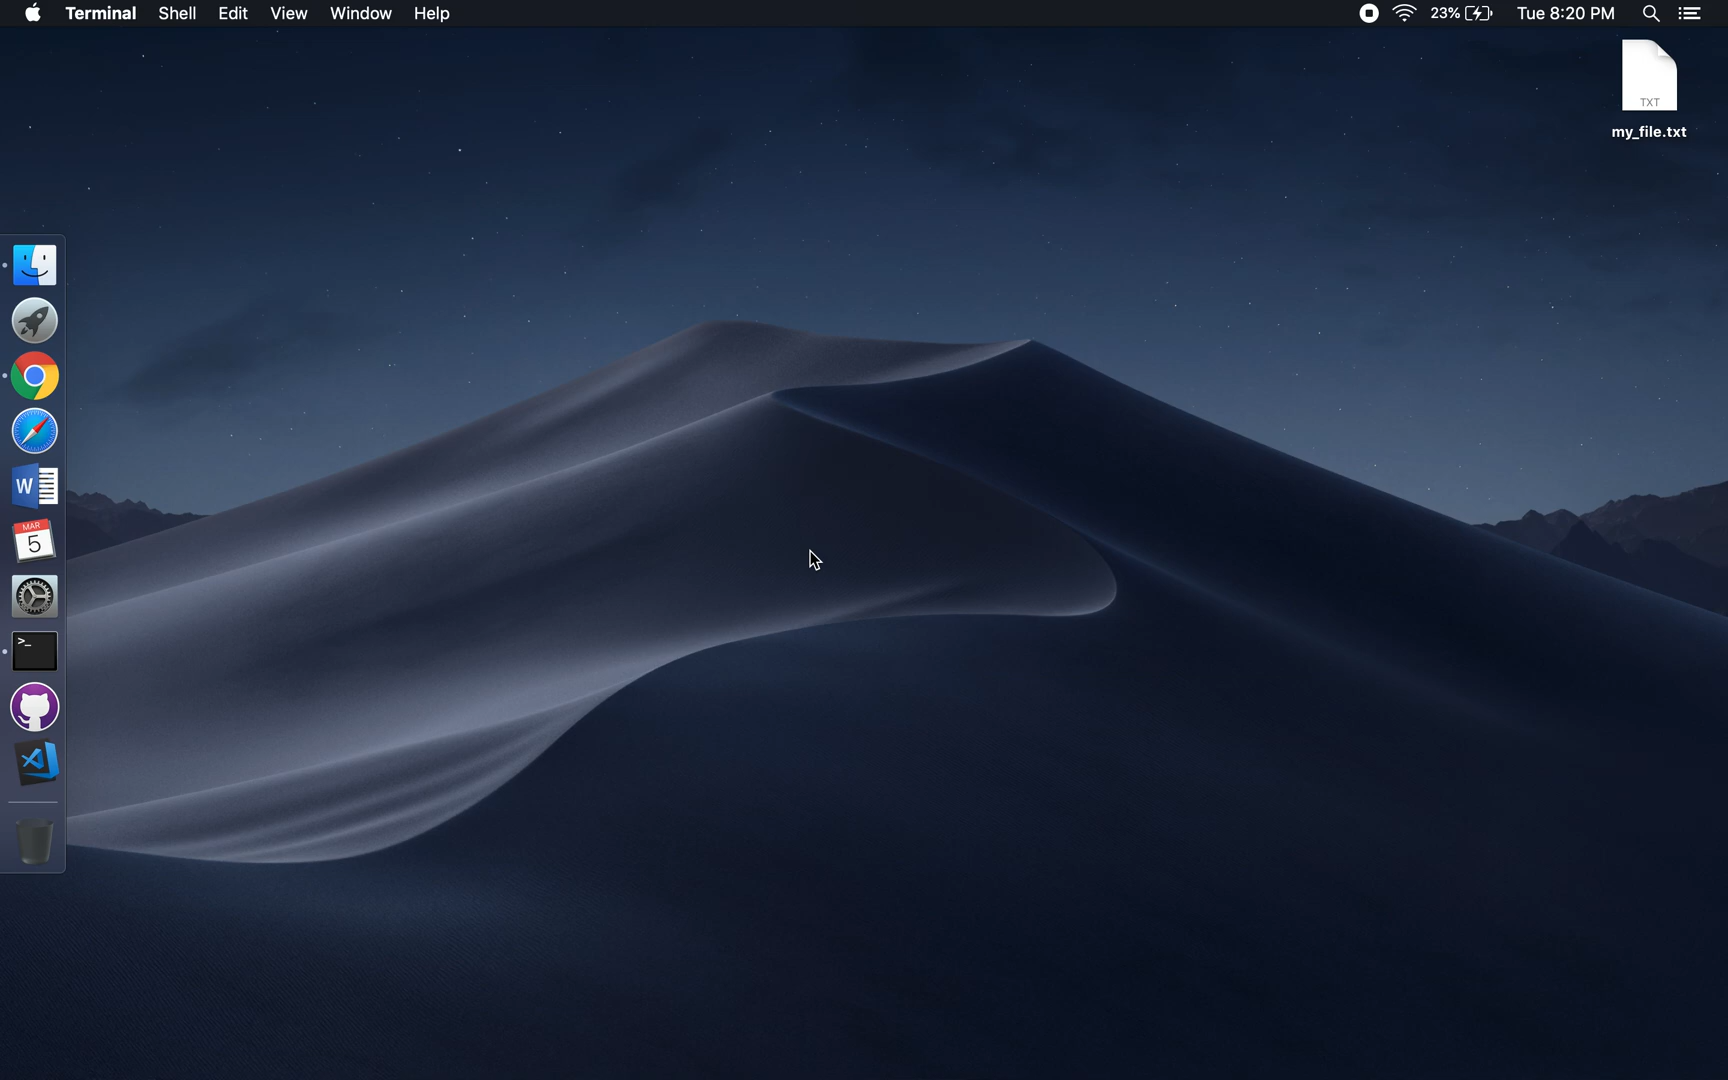 Terminal Shell Edit View Window Help 23% Tue 8:20 PM
TXT
my_file.txt
W
MAR
5
>_